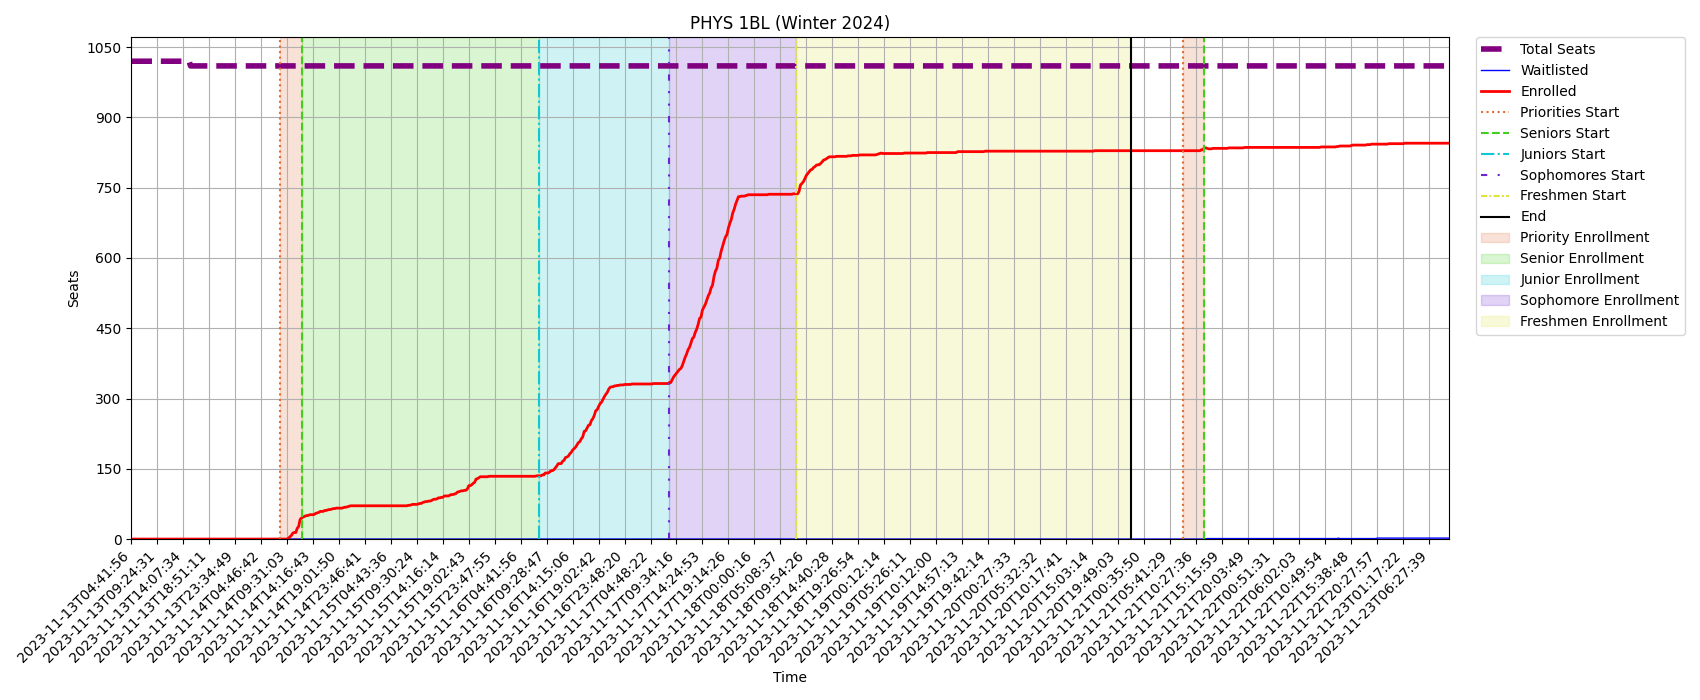 PHYS 1BL (Winter 2024)
1050
900
750
600
450
300
150
0
Seats
2023-11-13T04:41:56
2023-11-13T09:24:31
2023-11-13T14:07:34
2023-11-13T18:51:11
2023-11-13T23:34:49
2023-11-14T04:46:42
2023-11-14T09:31:03
2023-11-14T14:16:43
2023-11-14T19:01:50
2023-11-14T23:46:41
2023-11-15T04:43:36
2023-11-15T09:30:24
2023-11-15T14:16:14
2023-11-15T19:02:43
2023-11-15T23:47:55
2023-11-16T04:41:56
2023-11-16T09:28:47
2023-11-16T14:15:06
2023-11-16T19:02:42
2023-11-16T23:48:20
2023-11-17T04:48:22
2023-11-17T09:34:16
2023-11-17T14:24:53
2023-11-17T19:14:26
2023-11-18T00:00:16
2023-11-18T05:08:37
2023-11-18T09:54:26
2023-11-18T14:40:28
2023-11-18T19:26:54
2023-11-19T00:12:14
2023-11-19T05:26:11
2023-11-19T10:12:00
2023-11-19T14:57:13
2023-11-19T19:42:14
2023-11-20T00:27:33
2023-11-20T05:32:32
2023-11-20T10:17:41
2023-11-20T15:03:14
2023-11-20T19:49:03
2023-11-21T00:35:50
2023-11-21T05:41:29
2023-11-21T10:27:36
2023-11-21T15:15:59
2023-11-21T20:03:49
2023-11-22T00:51:31
2023-11-22T06:02:03
2023-11-22T10:49:54
2023-11-22T15:38:48
2023-11-22T20:27:57
2023-11-23T01:17:22
2023-11-23T06:27:39
Time
Total Seats
Waitlisted
Enrolled
Priorities Start
Seniors Start
Juniors Start
Sophomores Start
Freshmen Start
End
Priority Enrollment
Senior Enrollment
Junior Enrollment
Sophomore Enrollment
Freshmen Enrollment